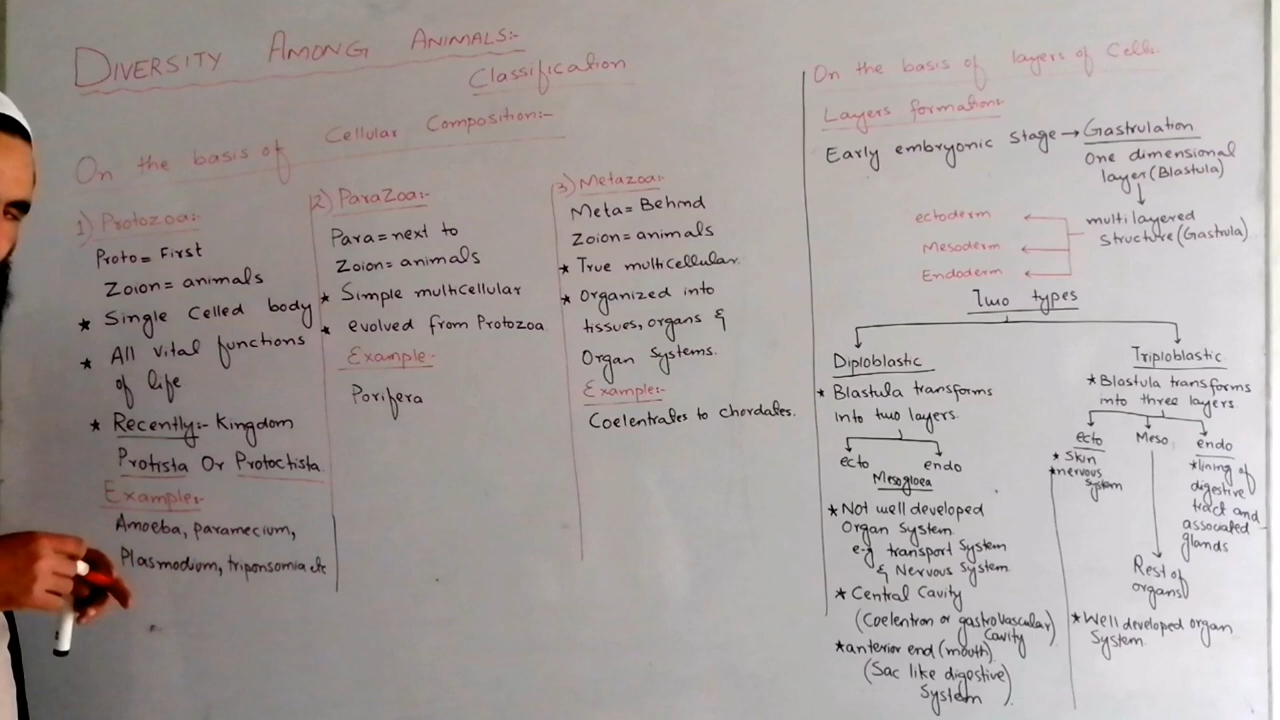 DIVERSITY AMONG ANIMALS:-
Classification
On the basis of Cellular Composition:-
1) Protozoa:-
Proto = First
Zoion = animals
* Single Celled body
* All vital functions
of life
* Recently:- Kingdom
Protista Or Protoctista.
Example:-
Amoeba, paramecium,
Plasmodium, triponsomia etc
2) ParaZoa:-
Para = next to
Zoion = animals
* Simple multicellular
* evolved from Protozoa
Example:-
Porifera
3) Metazoa:-
Meta = Behind
Zoion = animals
* True multicellular.
* Organized into
tissues, organs &
Organ Systems.
Example:-
Coelentrates to chordates.
On the basis of layers of Cells.
Layers formation:-
Early embryonic Stage → Gastrulation
One dimensional
layer (Blastula)
multilayered
Structure (Gastrula)
ectoderm
Mesoderm
Endoderm
Two types
Diploblastic
* Blastula transforms
into two layers.
ecto endo
Mesogloea
* Not well developed
Organ System
e.g transport System
& Nervous System
* Central Cavity
(Coelentron or gastrovascular)
Cavity
* anterior end (mouth)
(Sac like digestive)
System
Triploblastic
* Blastula transforms
into three layers.
ecto Meso endo
* Skin
* nervous
System
Rest of
organs
* lining of
digestive
tract and
associated
glands
* Well developed organ
System.